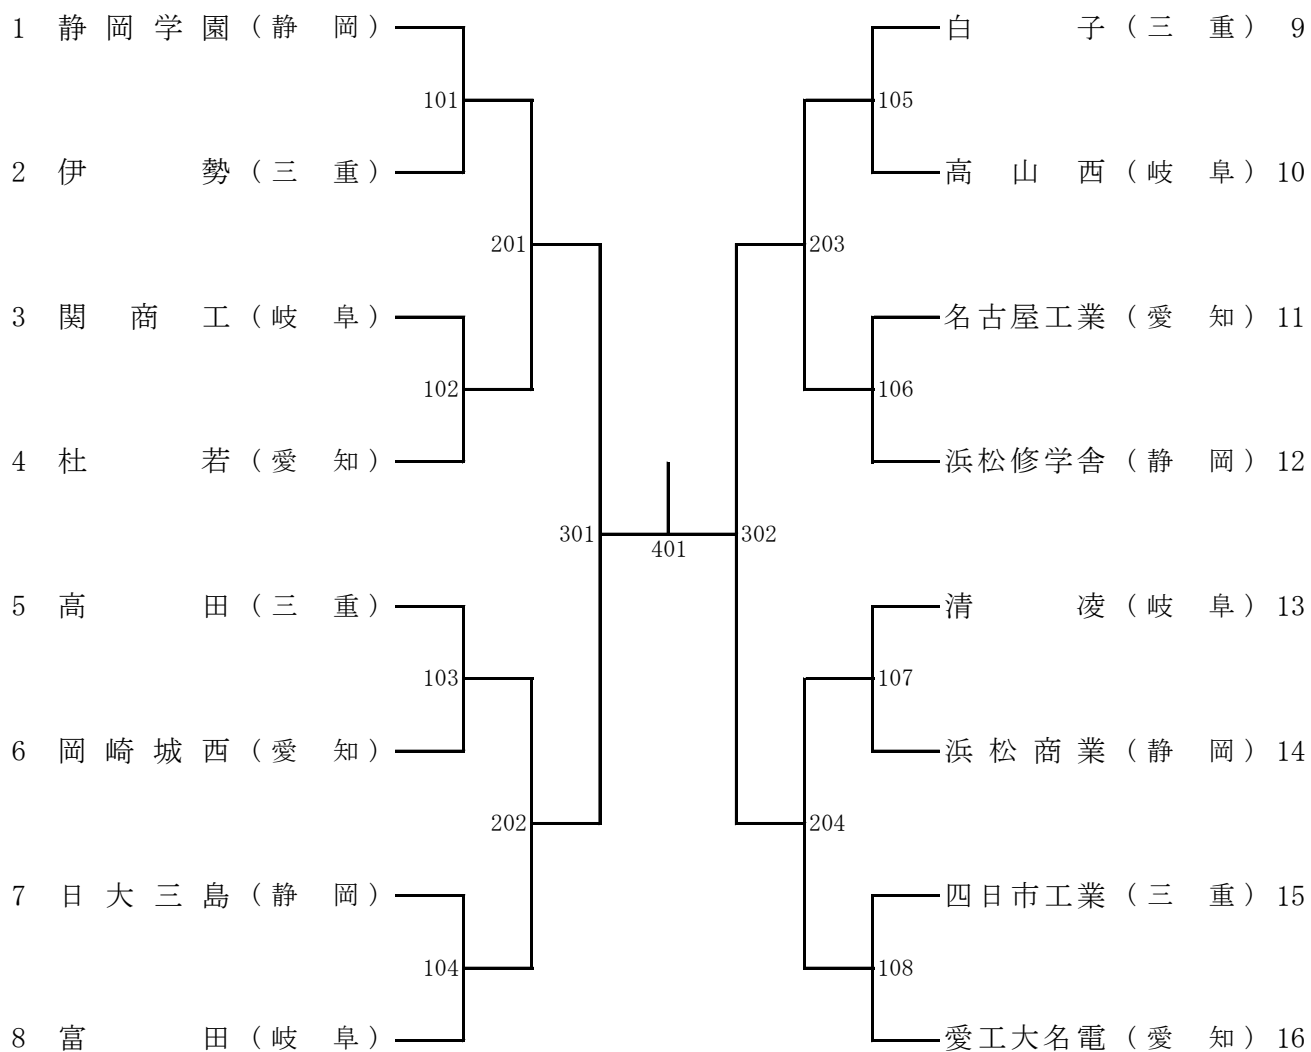 1 静岡学園(静 岡)
101
2 伊 勢(三 重)
201
3 関商工(岐 阜)
102
4 杜 若(愛 知)
301
5 高 田(三 重)
103
6 岡崎城西(愛 知)
202
7 日大三島(静 岡)
104
8 富 田(岐 阜)
401
白 子(三 重) 9
105
高山西(岐 阜) 10
203
名古屋工業(愛 知) 11
106
浜松修学舎(静 岡) 12
302
清 凌(岐 阜) 13
107
浜松商業(静 岡) 14
204
四日市工業(三 重) 15
108
愛工大名電(愛 知) 16